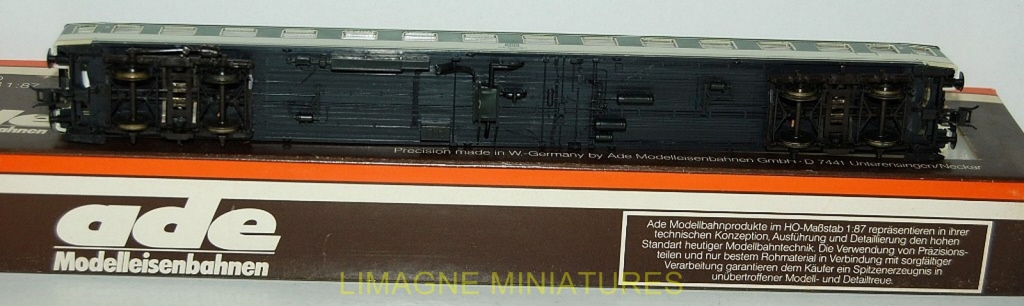 1:87
Precision made in W.-Germany by Ade Modelleisenbahnen GmbH · D 7441 Unterensingen/Neckar
ade
Modelleisenbahnen
Ade Modellbahnprodukte im HO-Maßstab 1:87 repräsentieren in ihrer
technischen Konzeption, Ausführung und Detaillierung den hohen
Standart heutiger Modellbahntechnik. Die Verwendung von Präzisions-
teilen und nur bestem Rohmaterial in Verbindung mit sorgfältiger
Verarbeitung garantieren dem Käufer ein Spitzenerzeugnis in
unübertroffener Modell- und Detailtreue.
LIMAGNE MINIATURES